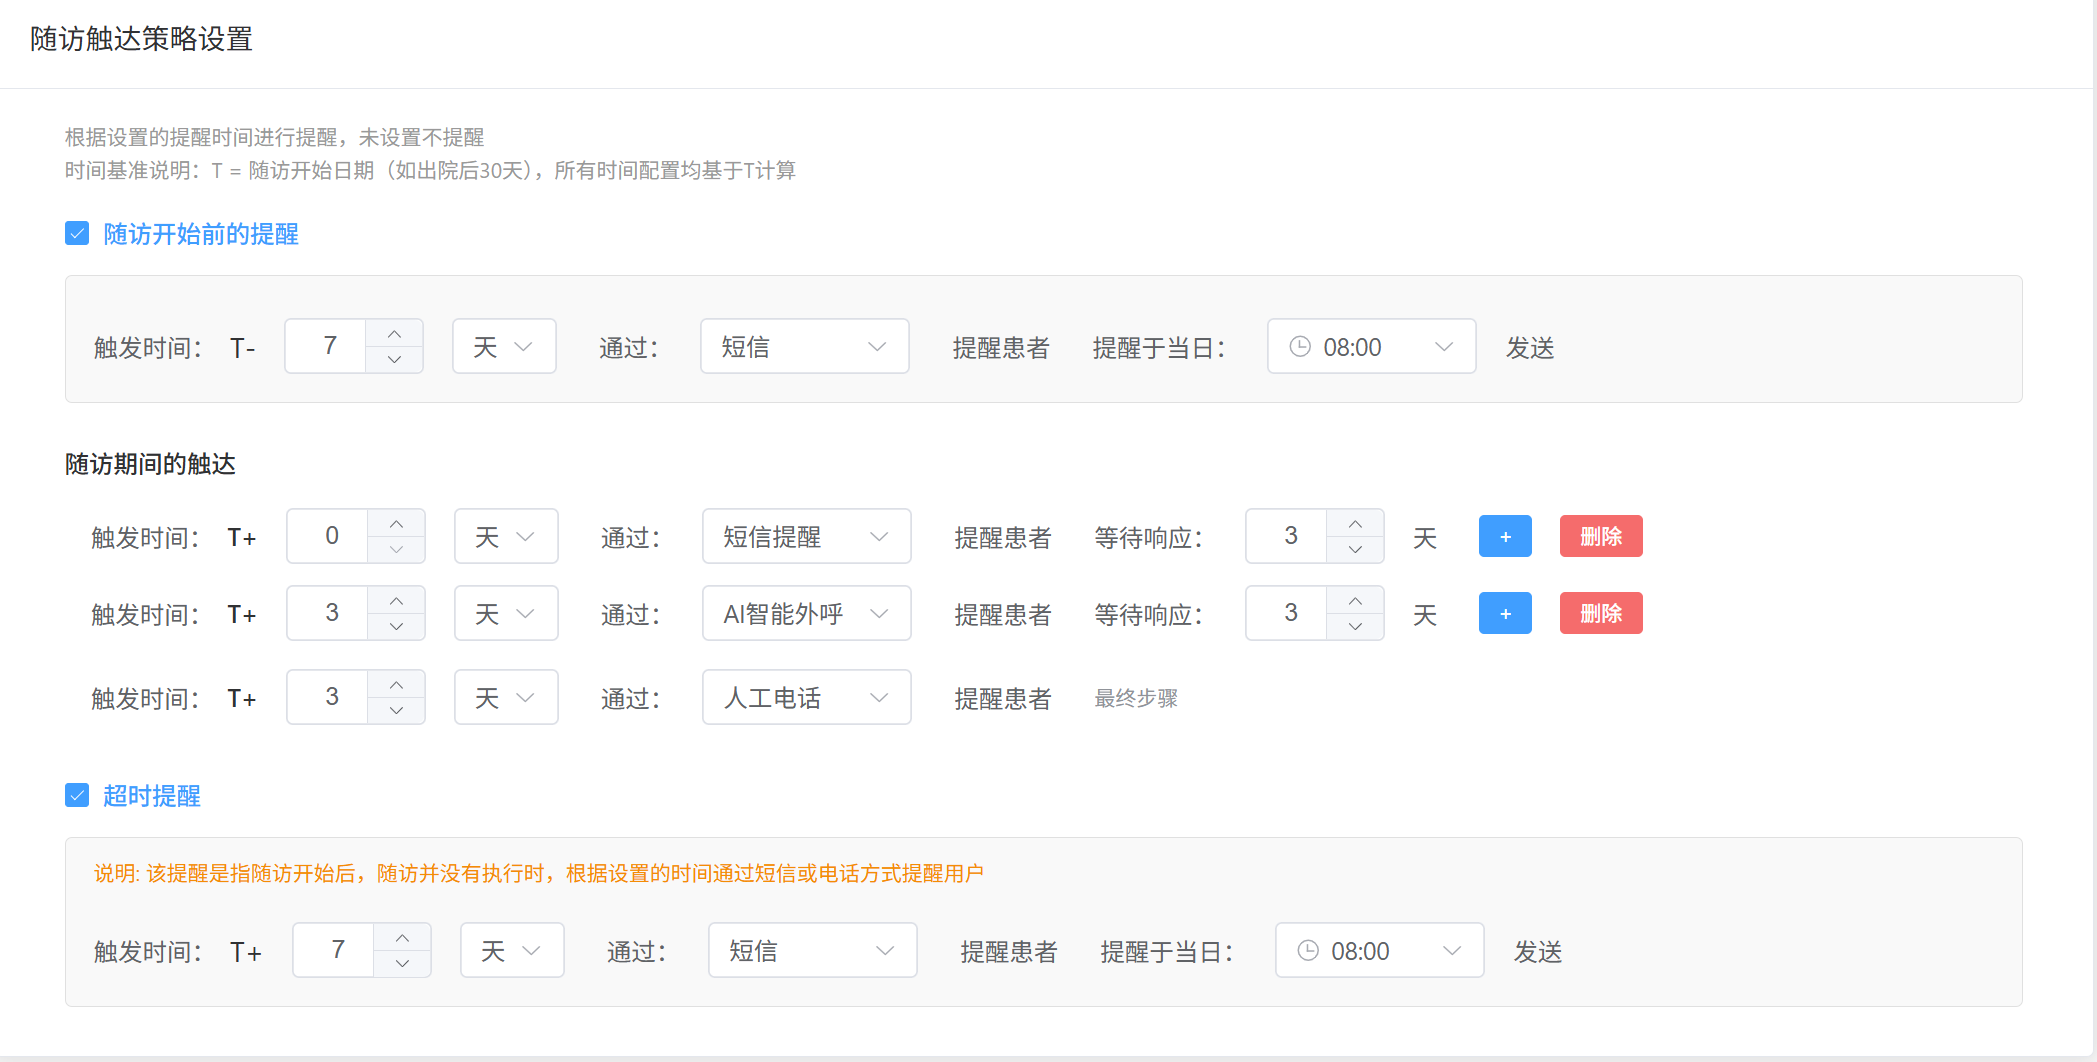 随访触达策略设置
根据设置的提醒时间进行提醒，未设置不提醒
时间基准说明：T = 随访开始日期（如出院后30天），所有时间配置均基于T计算
随访开始前的提醒
触发时间： T- 7 天 通过： 短信 提醒患者 提醒于当日： 08:00 发送
随访期间的触达
触发时间： T+ 0 天 通过： 短信提醒 提醒患者 等待响应： 3 天 + 删除
触发时间： T+ 3 天 通过： AI智能外呼 提醒患者 等待响应： 3 天 + 删除
触发时间： T+ 3 天 通过： 人工电话 提醒患者 最终步骤
超时提醒
说明: 该提醒是指随访开始后，随访并没有执行时，根据设置的时间通过短信或电话方式提醒用户
触发时间： T+ 7 天 通过： 短信 提醒患者 提醒于当日： 08:00 发送